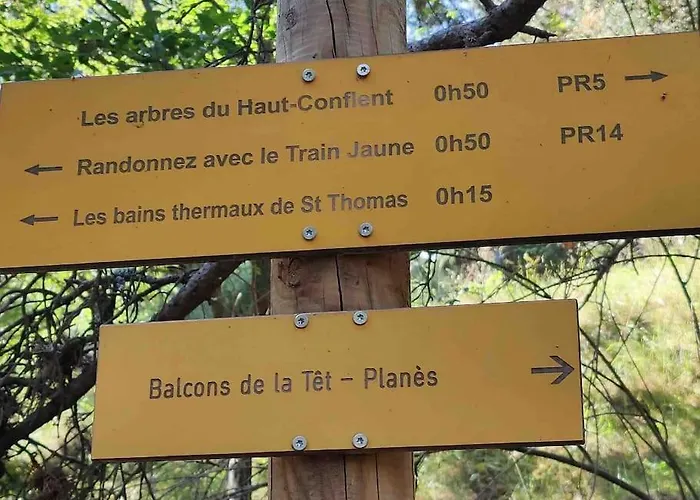 Les arbres du Haut-Conflent 0h50 PR5 →
← Randonnez avec le Train Jaune 0h50 PR14
← Les bains thermaux de St Thomas 0h15
Balcons de la Têt – Planès →